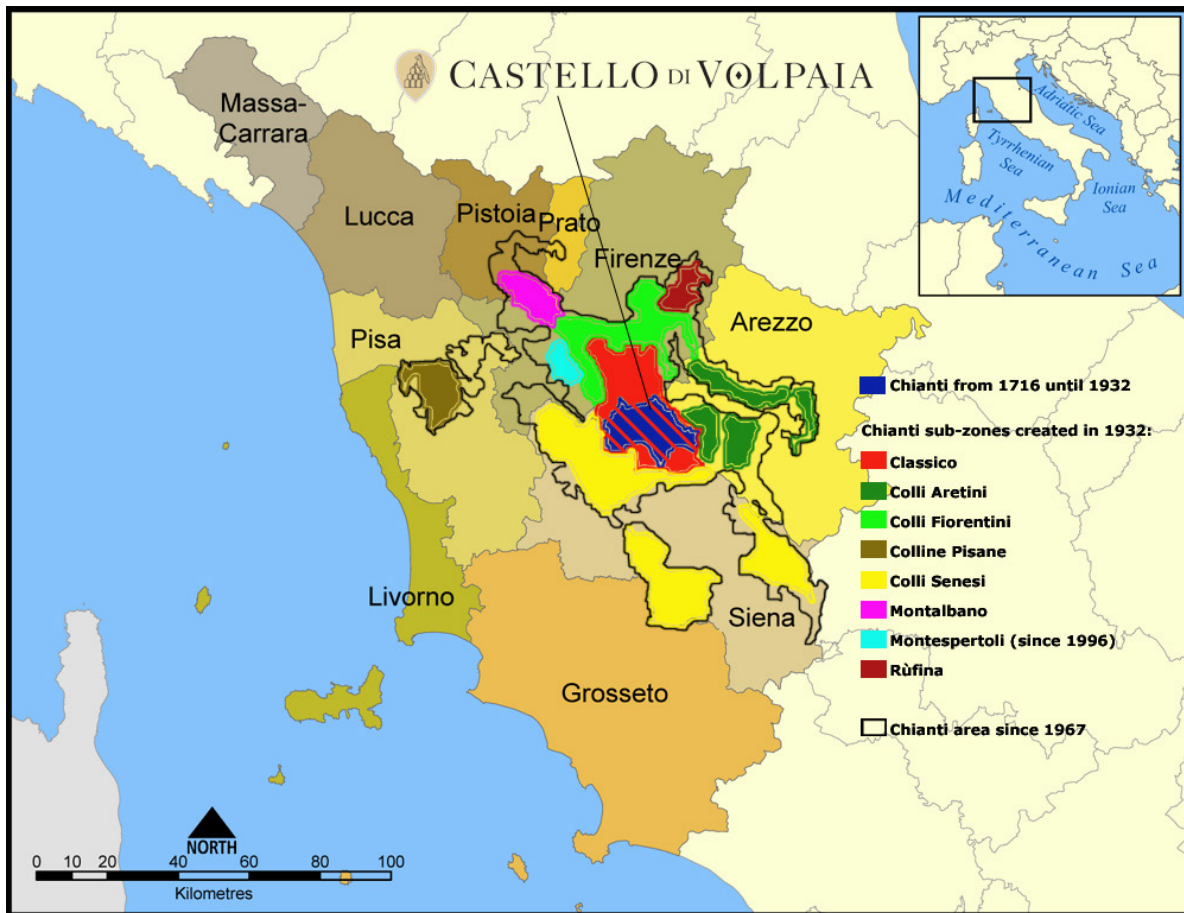 CASTELLO DI VOLPAIA
Massa-
Carrara
Lucca
Pistoia
Prato
Firenze
Pisa
Arezzo
Livorno
Siena
Grosseto
Adriatic Sea
Tyrrhenian
Sea
Ionian
Sea
Mediterranean Sea
Chianti from 1716 until 1932
Chianti sub-zones created in 1932:
Classico
Colli Aretini
Colli Fiorentini
Colline Pisane
Colli Senesi
Montalbano
Montespertoli (since 1996)
Rùfina
Chianti area since 1967
NORTH
0 10 20 40 60 80 100
Kilometres